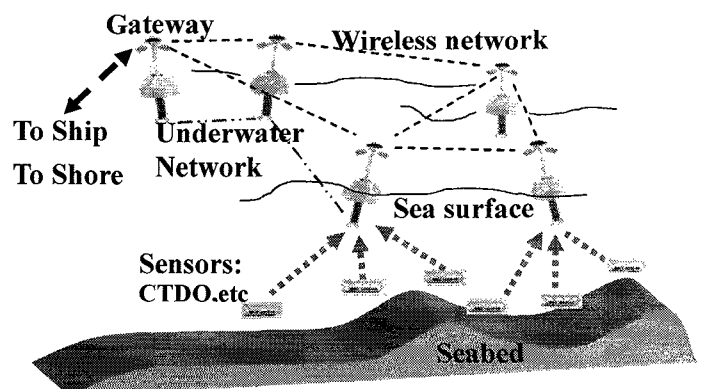 Gateway
Wireless network
To Ship
To Shore
Underwater
Network
Sea surface
Sensors:
CTDO,etc
Seabed